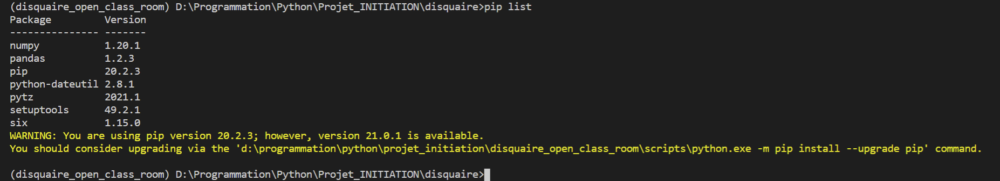 (disquaire_open_class_room) D:\Programmation\Python\Projet_INITIATION\disquaire>pip list
Package         Version
--------------- -------
numpy           1.20.1
pandas          1.2.3
pip             20.2.3
python-dateutil 2.8.1
pytz            2021.1
setuptools      49.2.1
six             1.15.0
WARNING: You are using pip version 20.2.3; however, version 21.0.1 is available.
You should consider upgrading via the 'd:\programmation\python\projet_initiation\disquaire_open_class_room\scripts\python.exe -m pip install --upgrade pip' command.
(disquaire_open_class_room) D:\Programmation\Python\Projet_INITIATION\disquaire>